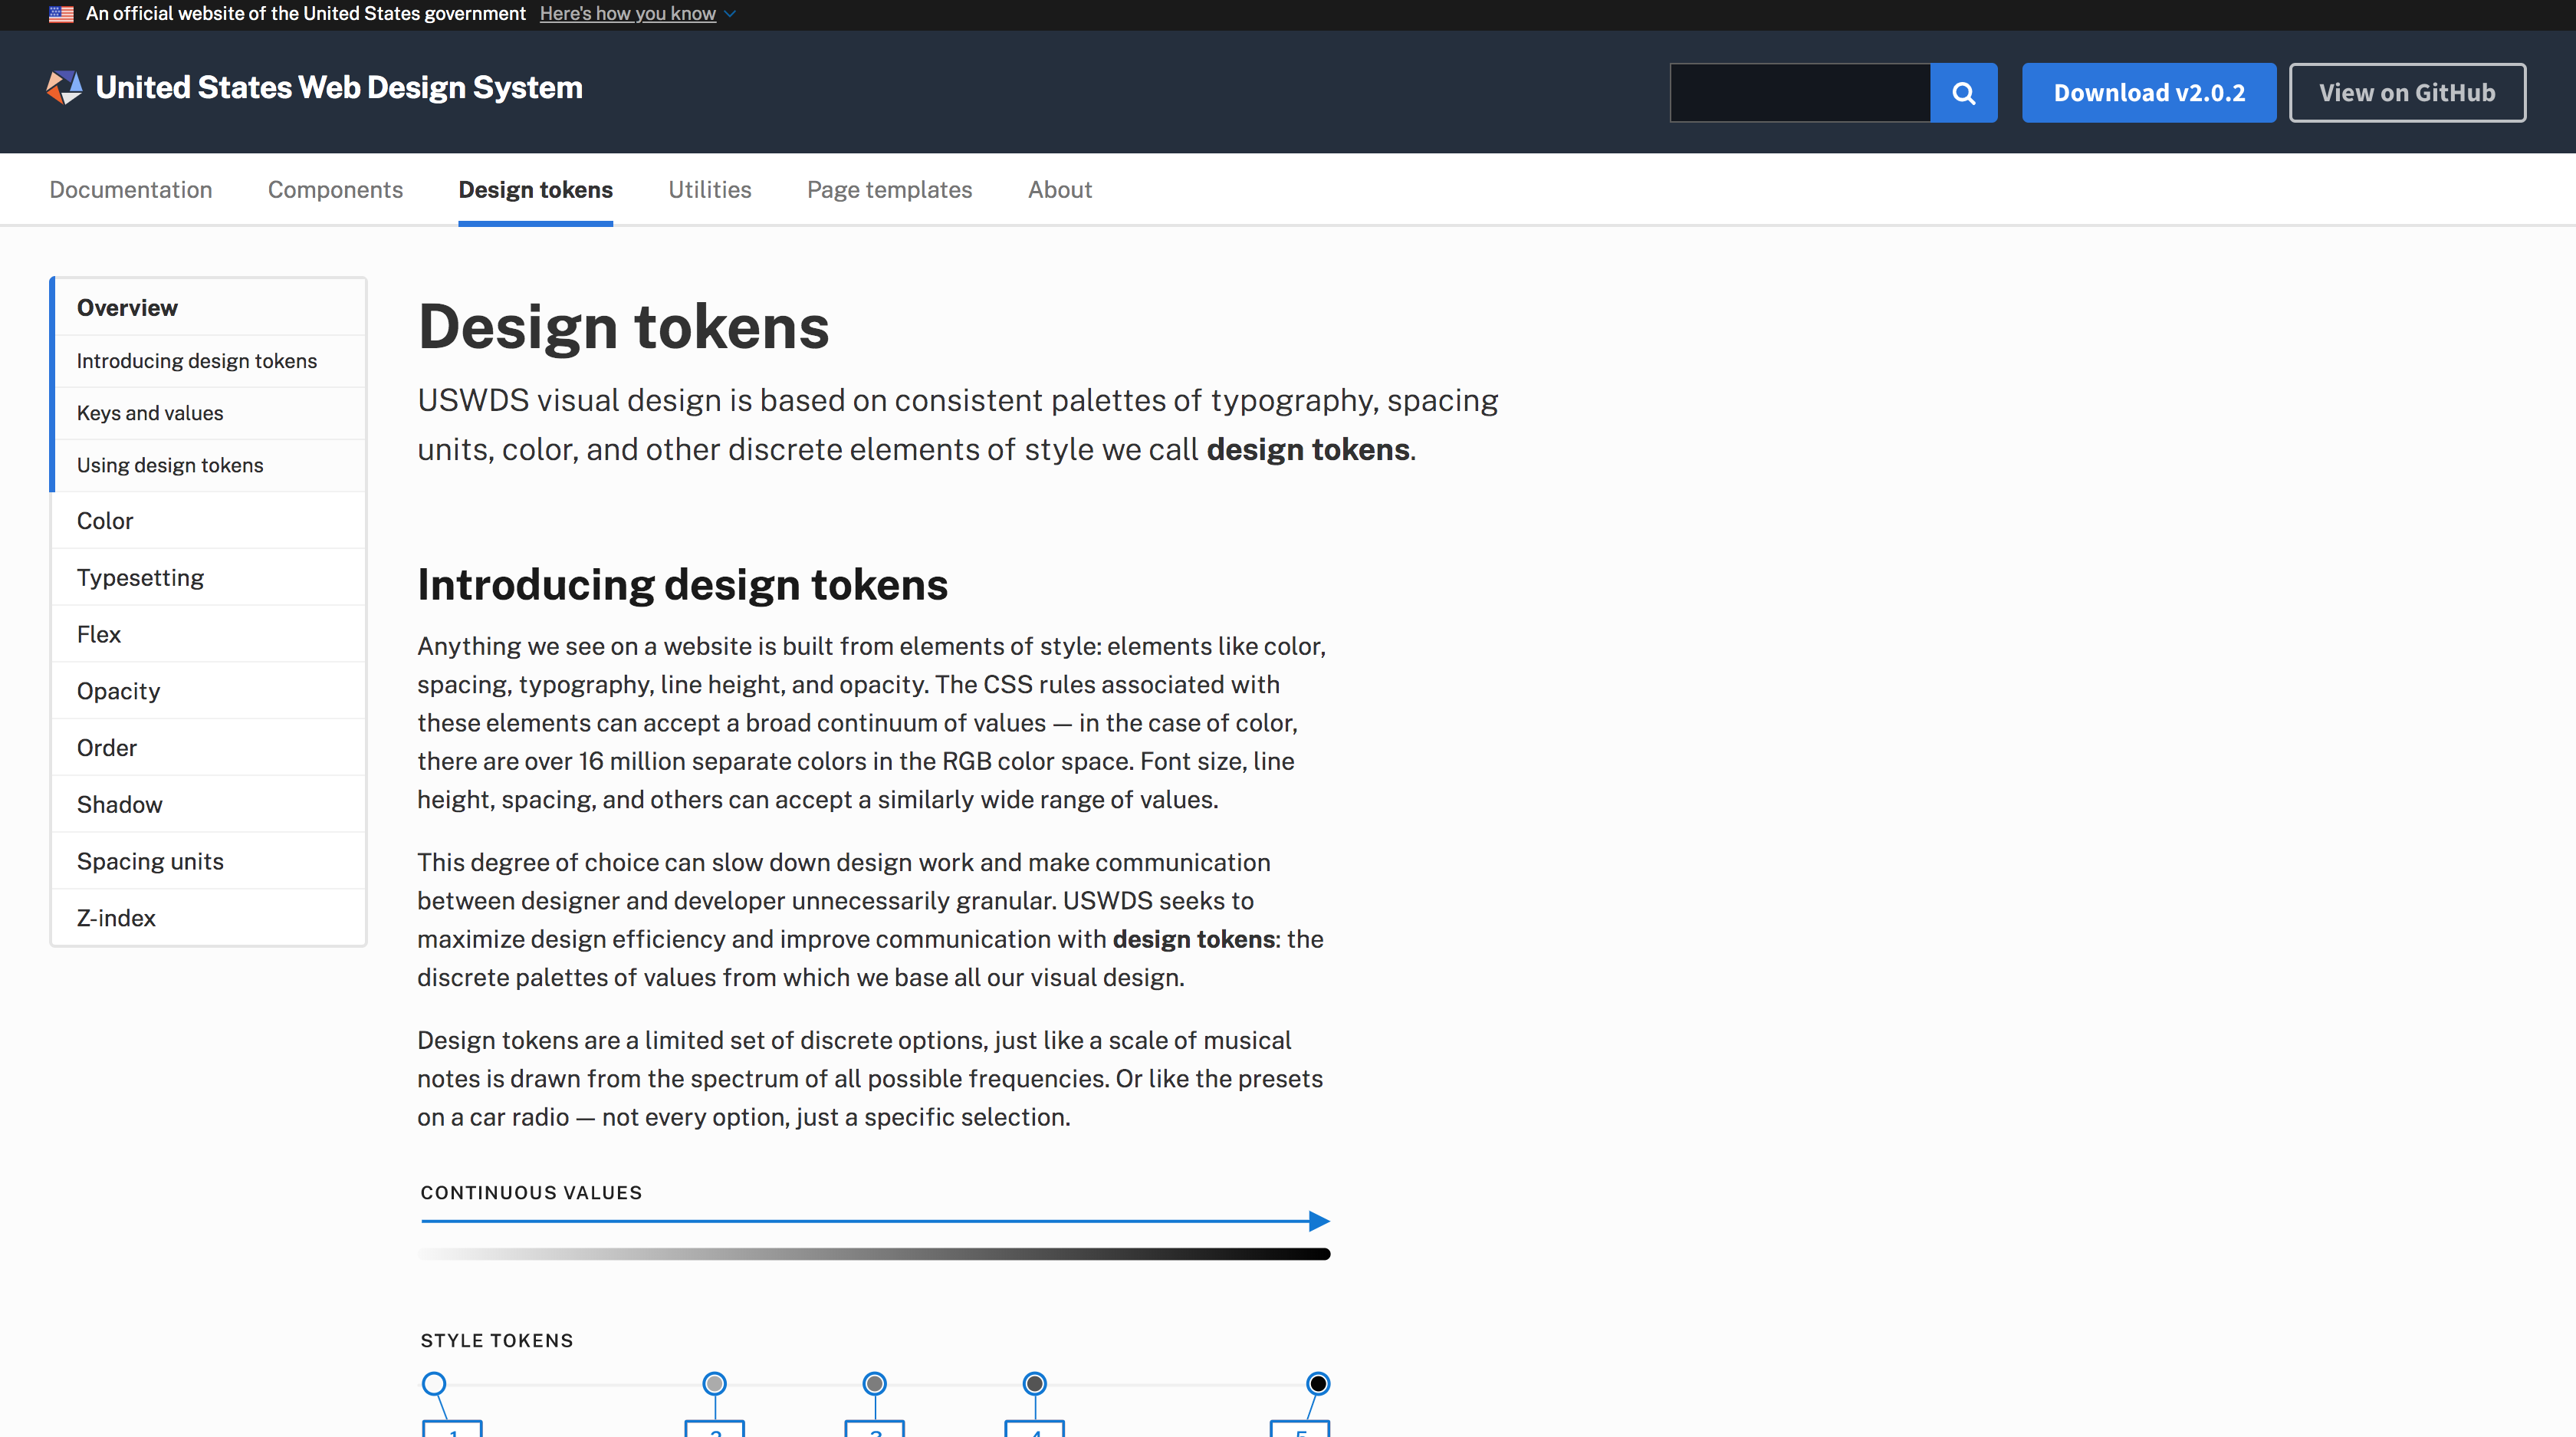 An official website of the United States government Here's how you know
United States Web Design System
Download v2.0.2
View on GitHub
Documentation
Components
Design tokens
Utilities
Page templates
About
Overview
Introducing design tokens
Keys and values
Using design tokens
Color
Typesetting
Flex
Opacity
Order
Shadow
Spacing units
Z-index
Design tokens
USWDS visual design is based on consistent palettes of typography, spacing
units, color, and other discrete elements of style we call design tokens.
Introducing design tokens
Anything we see on a website is built from elements of style: elements like color,
spacing, typography, line height, and opacity. The CSS rules associated with
these elements can accept a broad continuum of values — in the case of color,
there are over 16 million separate colors in the RGB color space. Font size, line
height, spacing, and others can accept a similarly wide range of values.
This degree of choice can slow down design work and make communication
between designer and developer unnecessarily granular. USWDS seeks to
maximize design efficiency and improve communication with design tokens: the
discrete palettes of values from which we base all our visual design.
Design tokens are a limited set of discrete options, just like a scale of musical
notes is drawn from the spectrum of all possible frequencies. Or like the presets
on a car radio — not every option, just a specific selection.
CONTINUOUS VALUES
STYLE TOKENS
1 2 3 4 5